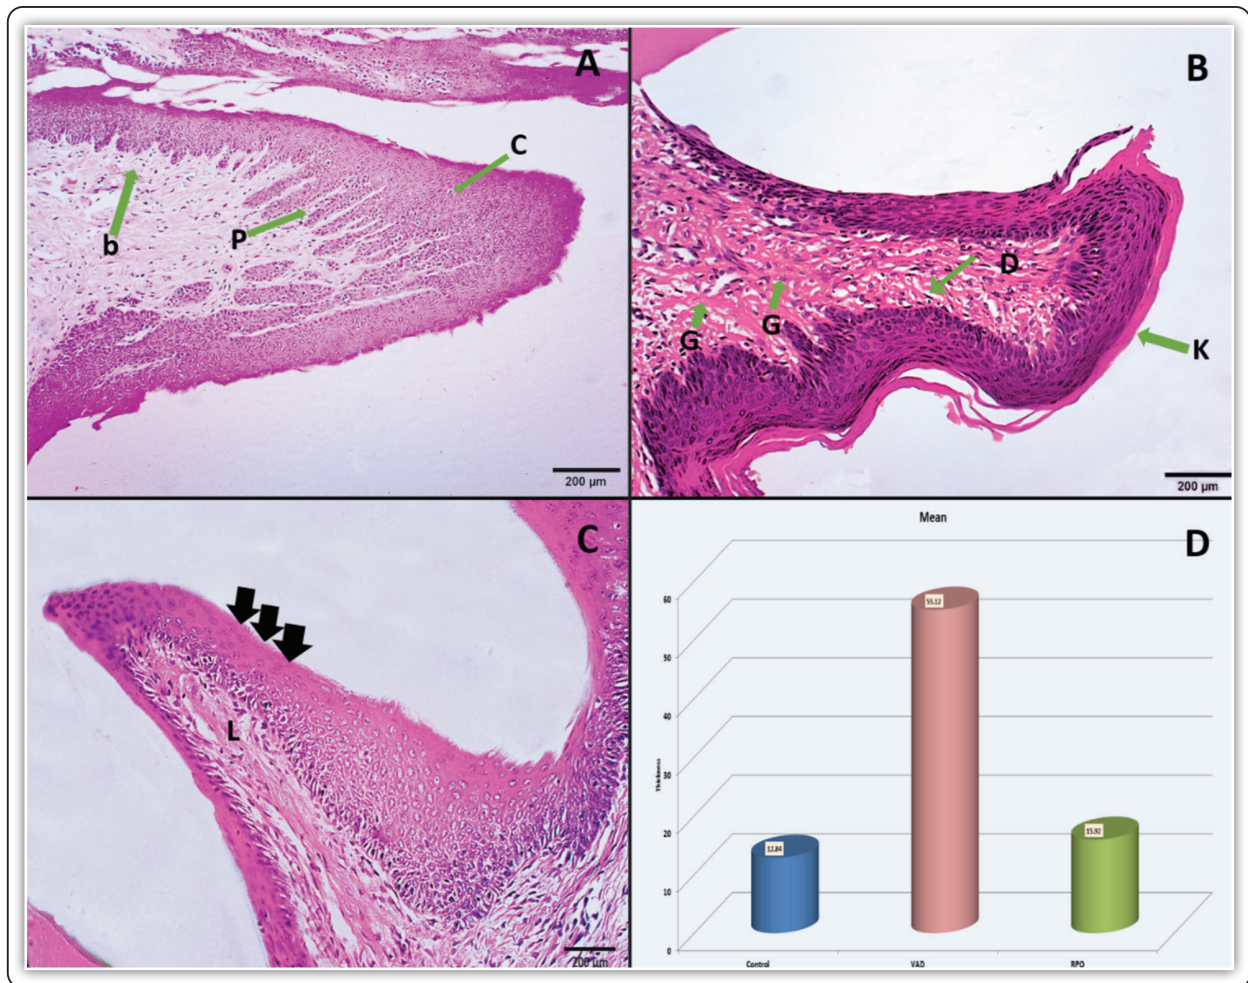 A
C
P
b
200 µm
B
D
G
G
K
200 µm
C
L
200 µm
Mean
D
60
50
40
30
20
10
0
Thickness
55.12
15.92
12.84
Control VAD RPO